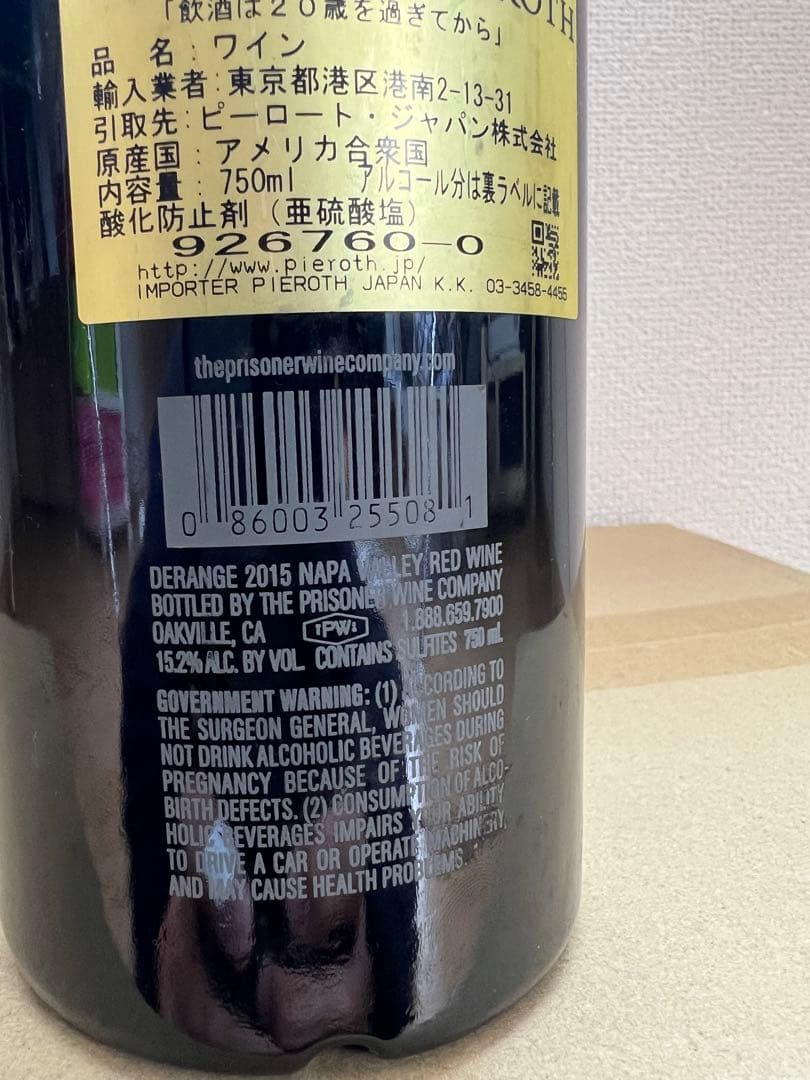 「飲酒は２０歳を過ぎてから」
ROTH
品 名：ワイン
輸入業者：東京都港区港南2-13-31
引取先：ピーロート・ジャパン株式会社
原産国：アメリカ合衆国
内容量：750ml アルコール分は裏ラベルに記載
酸化防止剤（亜硫酸塩）
926760-0
http://www.pieroth.jp/
IMPORTER PIEROTH JAPAN K.K. 03-3458-4455
theprisonerwinecompany.com
0 86003 25508 1
DERANGE 2015 NAPA VALLEY RED WINE
BOTTLED BY THE PRISONER WINE COMPANY
OAKVILLE, CA TPWC 1.888.659.7900
15.2% ALC. BY VOL. CONTAINS SULFITES 750 mL
GOVERNMENT WARNING: (1) ACCORDING TO
THE SURGEON GENERAL, WOMEN SHOULD
NOT DRINK ALCOHOLIC BEVERAGES DURING
PREGNANCY BECAUSE OF THE RISK OF
BIRTH DEFECTS. (2) CONSUMPTION OF ALCO-
HOLIC BEVERAGES IMPAIRS YOUR ABILITY
TO DRIVE A CAR OR OPERATE MACHINERY,
AND MAY CAUSE HEALTH PROBLEMS.